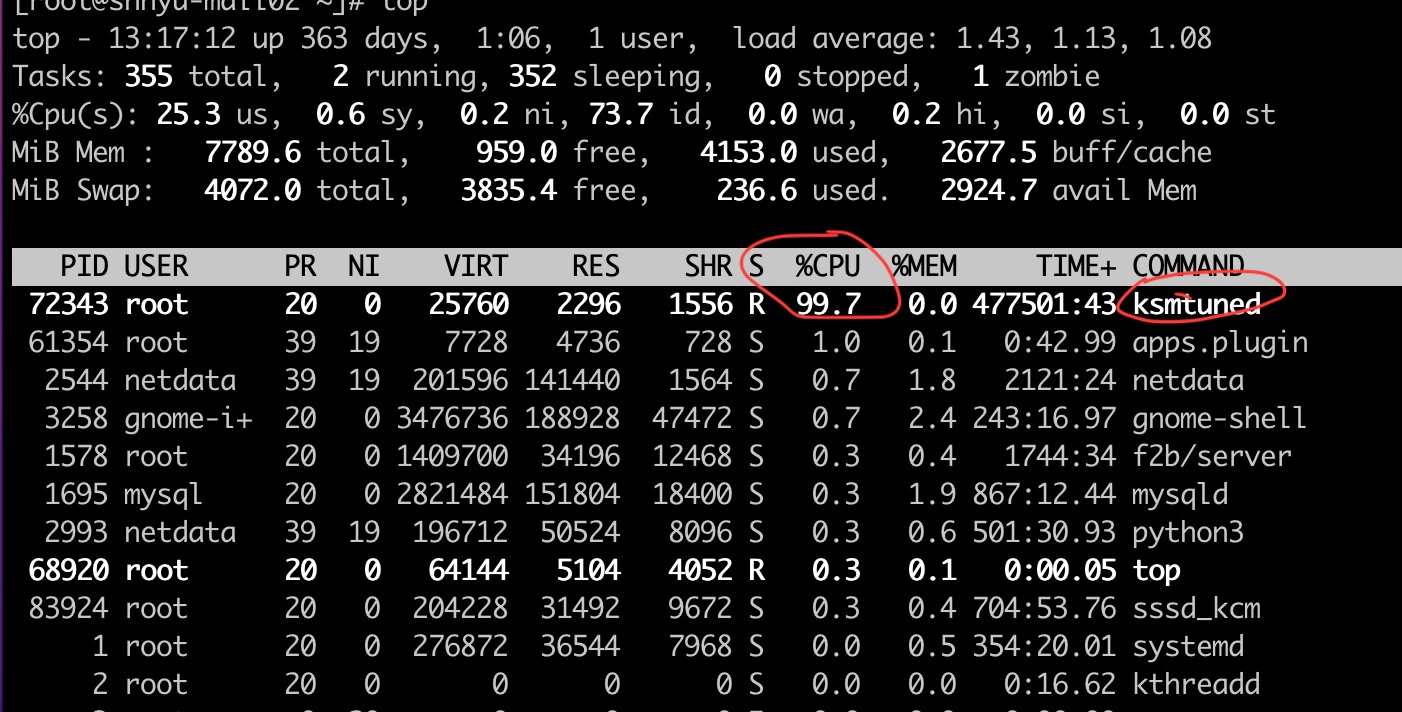 [root@shhyu-mail02 ~]# top
top - 13:17:12 up 363 days,  1:06,  1 user,  load average: 1.43, 1.13, 1.08
Tasks: 355 total,   2 running, 352 sleeping,   0 stopped,   1 zombie
%Cpu(s): 25.3 us,  0.6 sy,  0.2 ni, 73.7 id,  0.0 wa,  0.2 hi,  0.0 si,  0.0 st
MiB Mem :   7789.6 total,    959.0 free,   4153.0 used,   2677.5 buff/cache
MiB Swap:   4072.0 total,   3835.4 free,    236.6 used.   2924.7 avail Mem
PID USER      PR  NI    VIRT    RES    SHR S  %CPU  %MEM     TIME+ COMMAND
72343 root      20   0   25760   2296   1556 R  99.7   0.0 477501:43 ksmtuned
61354 root      39  19    7728   4736    728 S   1.0   0.1   0:42.99 apps.plugin
2544 netdata   39  19  201596 141440   1564 S   0.7   1.8   2121:24 netdata
3258 gnome-i+  20   0 3476736 188928  47472 S   0.7   2.4 243:16.97 gnome-shell
1578 root      20   0 1409700  34196  12468 S   0.3   0.4   1744:34 f2b/server
1695 mysql     20   0 2821484 151804  18400 S   0.3   1.9 867:12.44 mysqld
2993 netdata   39  19  196712  50524   8096 S   0.3   0.6 501:30.93 python3
68920 root      20   0   64144   5104   4052 R   0.3   0.1   0:00.05 top
83924 root      20   0  204228  31492   9672 S   0.3   0.4 704:53.76 sssd_kcm
1 root      20   0  276872  36544   7968 S   0.0   0.5 354:20.01 systemd
2 root      20   0       0      0      0 S   0.0   0.0   0:16.62 kthreadd